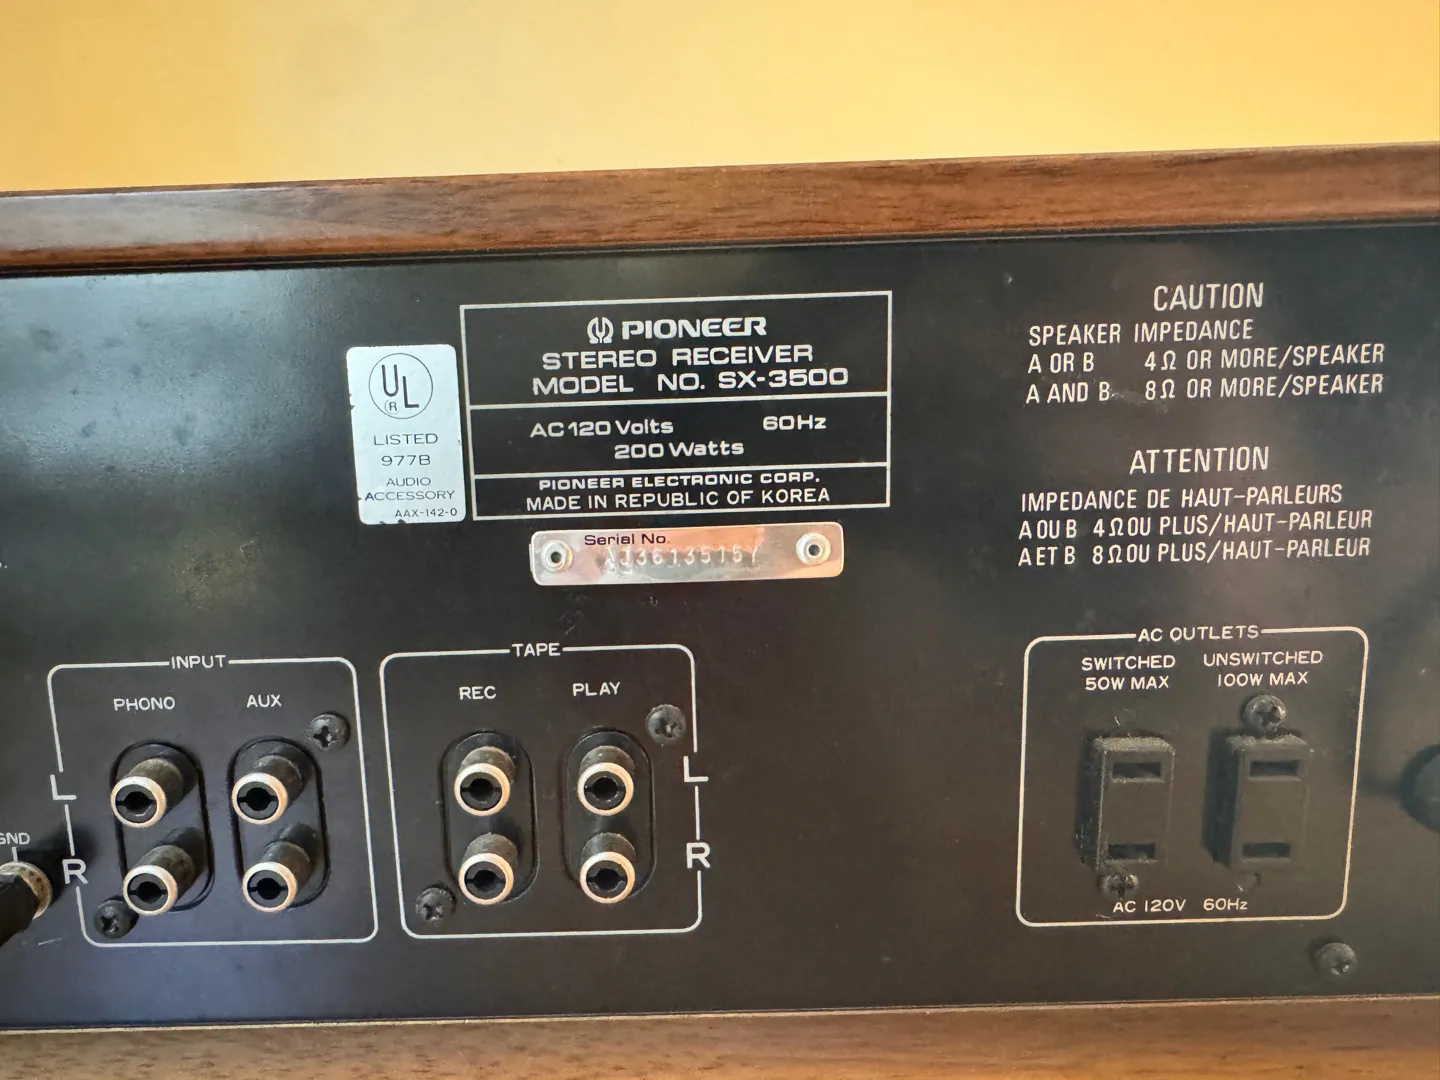 PIONEER
STEREO RECEIVER
MODEL NO. SX-3500
AC 120 Volts 60Hz
200 Watts
PIONEER ELECTRONIC CORP.
MADE IN REPUBLIC OF KOREA
UL
R
LISTED
977B
AUDIO
ACCESSORY
AAX-142-0
Serial No.
CAUTION
SPEAKER IMPEDANCE
A OR B 4Ω OR MORE/SPEAKER
A AND B 8Ω OR MORE/SPEAKER
ATTENTION
IMPEDANCE DE HAUT-PARLEURS
A OU B 4Ω OU PLUS/HAUT-PARLEUR
A ET B 8Ω OU PLUS/HAUT-PARLEUR
INPUT
PHONO AUX
L
R
GND
TAPE
REC PLAY
L
R
AC OUTLETS
SWITCHED UNSWITCHED
50W MAX 100W MAX
AC 120V 60Hz